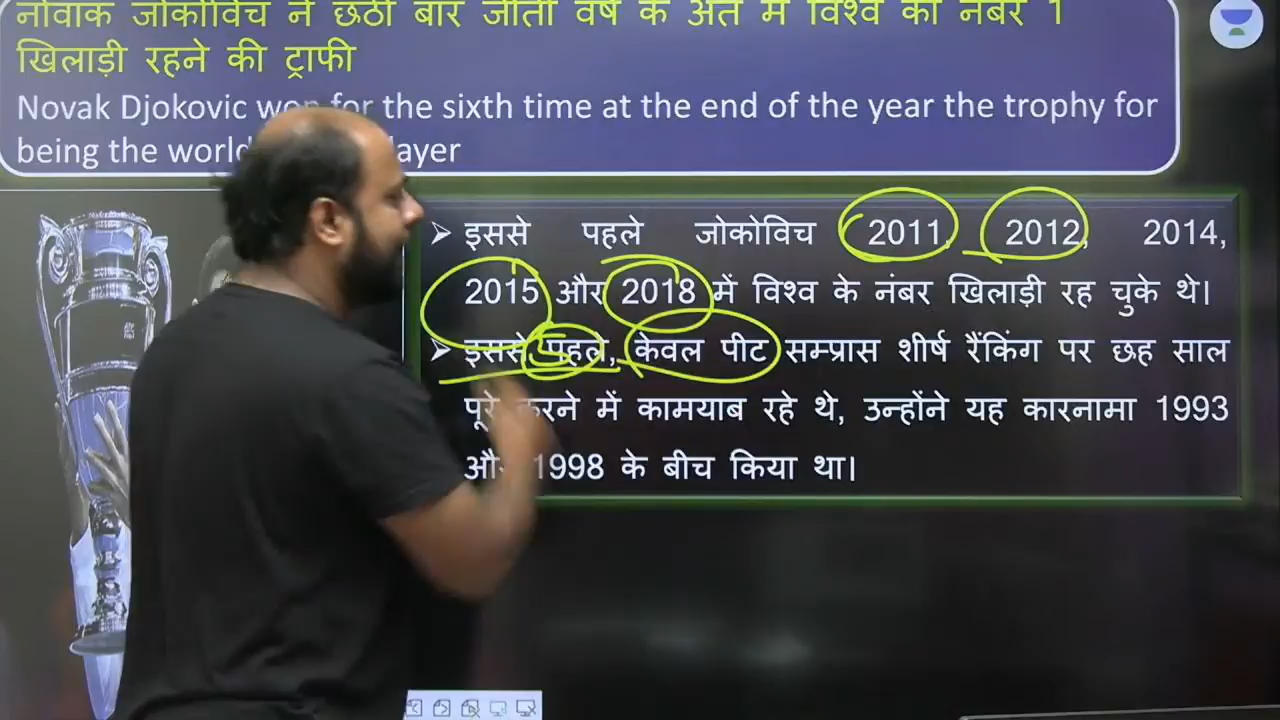 नोवाक जोकोविच ने छठी बार जीती वर्ष के अंत में विश्व की नंबर 1
खिलाड़ी रहने की ट्राफी
Novak Djokovic won for the sixth time at the end of the year the trophy for
being the world layer
➢ इससे पहले जोकोविच 2011, 2012, 2014,
2015 और 2018 में विश्व के नंबर खिलाड़ी रह चुके थे।
➢ इससे पहले, केवल पीट सम्प्रास शीर्ष रैंकिंग पर छह साल
पूरे करने में कामयाब रहे थे, उन्होंने यह कारनामा 1993
और 1998 के बीच किया था।